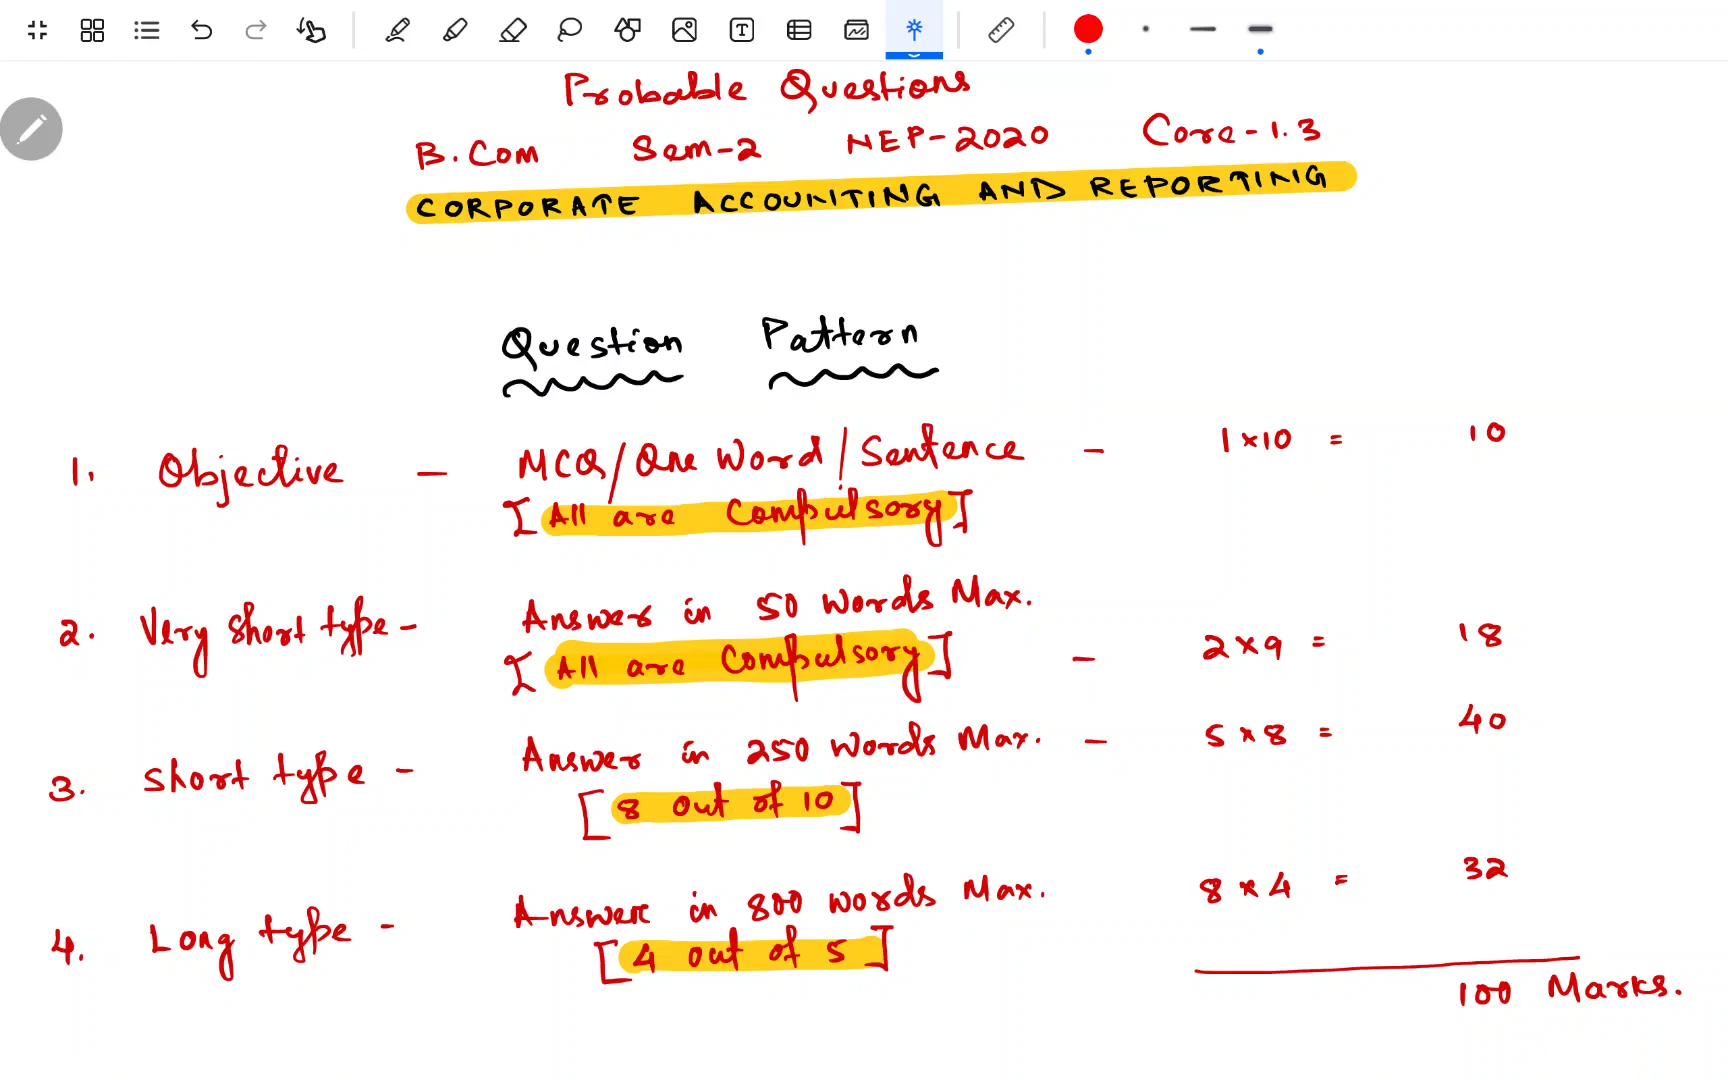 Probable Questions
B.Com Sem-2 NEP-2020 Core-1.3
CORPORATE ACCOUNTING AND REPORTING
Question Pattern
1. Objective - MCQ/One Word/Sentence - 1×10 = 10
[All are Compulsory]
2. Very Short type - Answer in 50 words Max.
[All are Compulsory] - 2×9 = 18
3. Short type - Answer in 250 words Max. - 5×8 = 40
[8 out of 10]
4. Long type - Answer in 800 words Max. 8×4 = 32
[4 out of 5]
100 Marks.